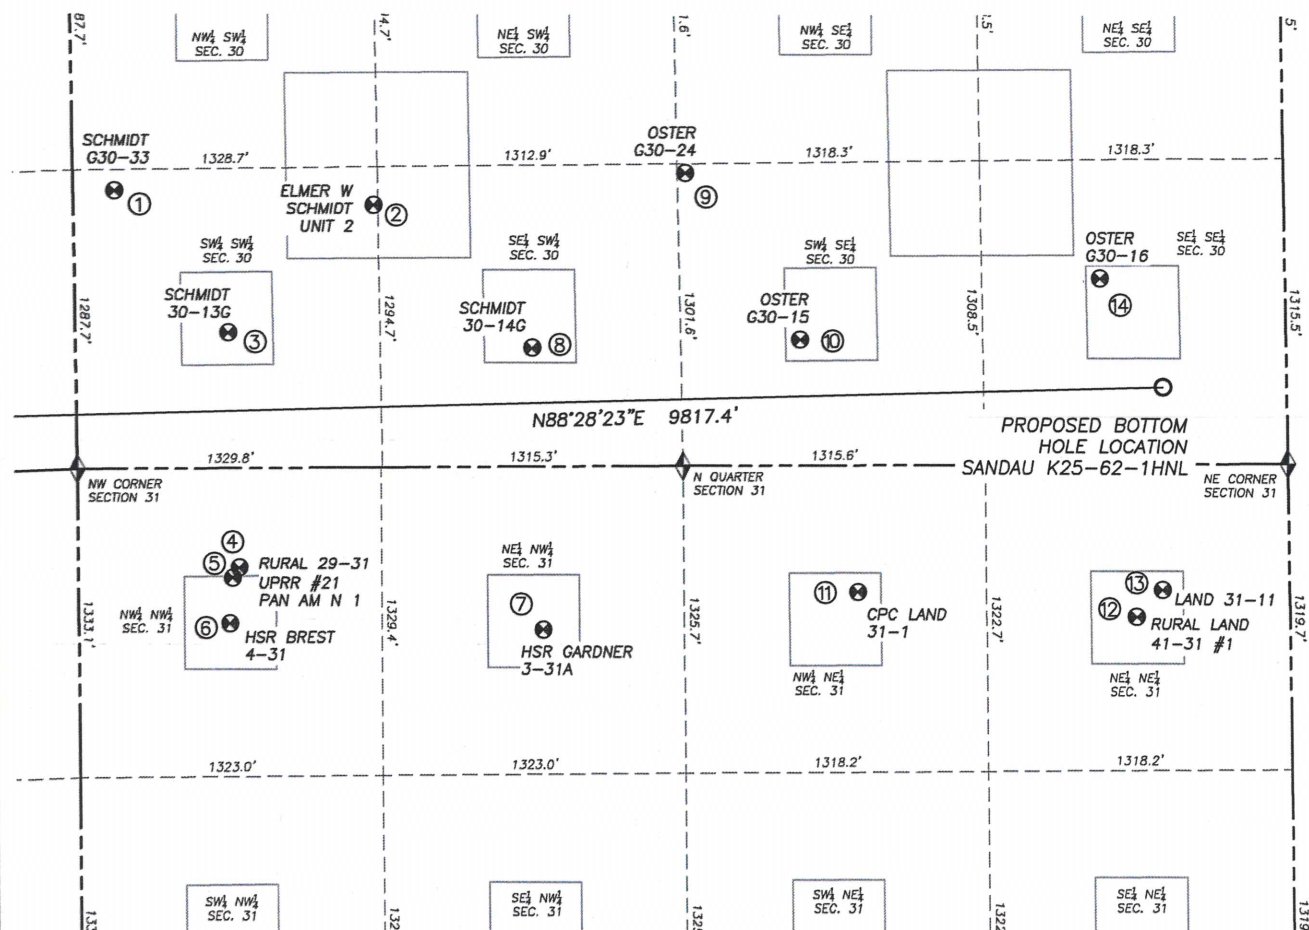 87.7'
14.7'
1.6'
1.5'
5'
NW¼ SW¼
SEC. 30
NE¼ SW¼
SEC. 30
NW¼ SE¼
SEC. 30
NE¼ SE¼
SEC. 30
SCHMIDT
G30-33
1328.7'
1312.9'
OSTER
G30-24
1318.3'
1318.3'
1
ELMER W
SCHMIDT
UNIT 2
2
9
SW¼ SW¼
SEC. 30
SE¼ SW¼
SEC. 30
SW¼ SE¼
SEC. 30
OSTER
G30-16
SE¼ SE¼
SEC. 30
14
1287.7'
SCHMIDT
30-13G
3
1294.7'
SCHMIDT
30-14G
8
1301.6'
OSTER
G30-15
10
1308.5'
1315.5'
N88°28'23"E 9817.4'
PROPOSED BOTTOM
HOLE LOCATION
SANDAU K25-62-1HNL
1329.8'
1315.3'
1315.6'
NW CORNER
SECTION 31
N QUARTER
SECTION 31
NE CORNER
SECTION 31
4
5
RURAL 29-31
UPRR #21
PAN AM N 1
NW¼ NW¼
SEC. 31
6
HSR BREST
4-31
NE¼ NW¼
SEC. 31
7
HSR GARDNER
3-31A
11
CPC LAND
31-1
NW¼ NE¼
SEC. 31
13
LAND 31-11
12
RURAL LAND
41-31 #1
NE¼ NE¼
SEC. 31
1333.1'
1329.4'
1325.7'
1322.7'
1319.7'
1323.0'
1323.0'
1318.2'
1318.2'
SW¼ NW¼
SEC. 31
SE¼ NW¼
SEC. 31
SW¼ NE¼
SEC. 31
SE¼ NE¼
SEC. 31
133
132
132
1322
1319